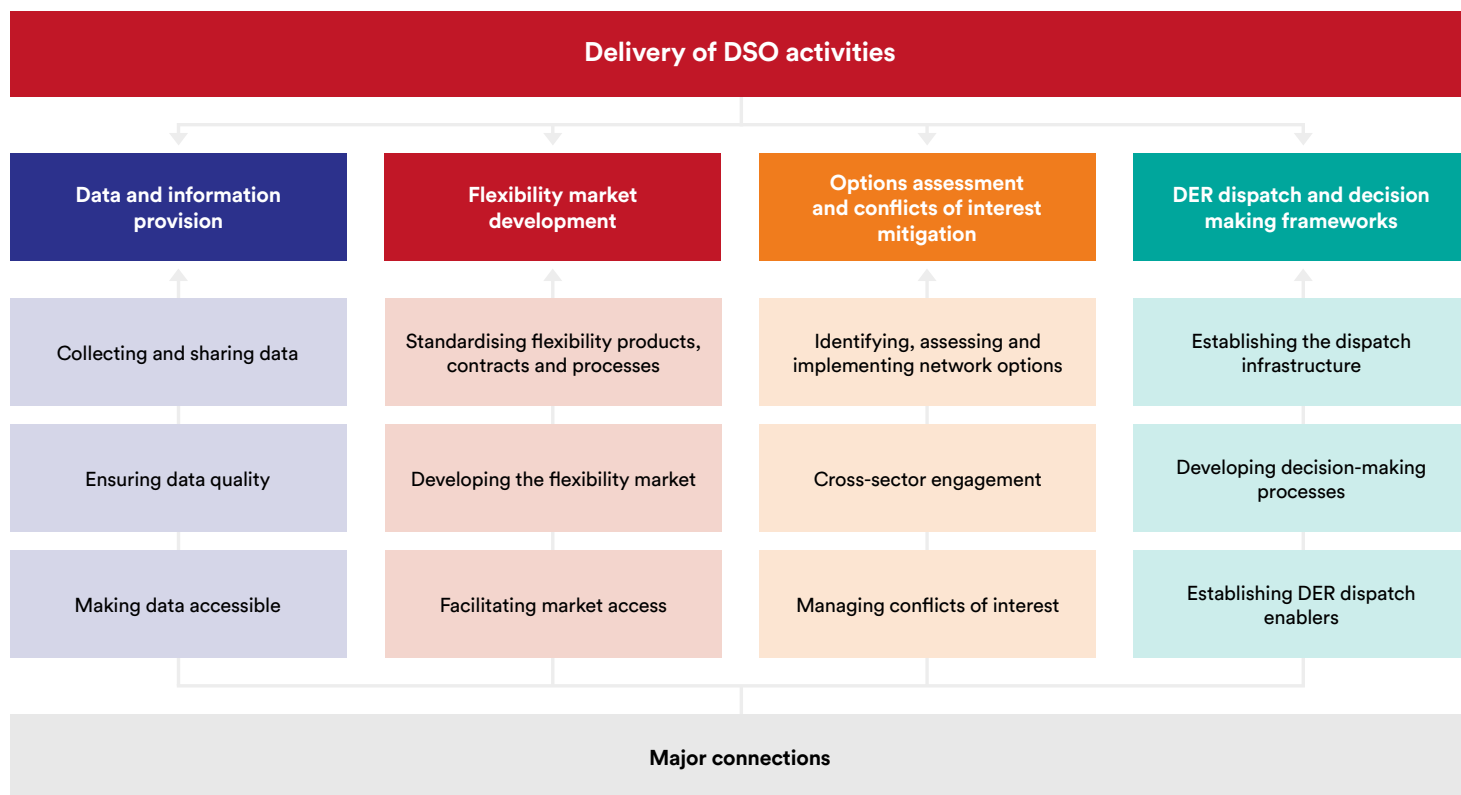 Delivery of DSO activities
Data and information
provision
Flexibility market
development
Options assessment
and conflicts of interest
mitigation
DER dispatch and decision
making frameworks
Collecting and sharing data
Standardising flexibility products,
contracts and processes
Identifying, assessing and
implementing network options
Establishing the dispatch
infrastructure
Ensuring data quality
Developing the flexibility market
Cross-sector engagement
Developing decision-making
processes
Making data accessible
Facilitating market access
Managing conflicts of interest
Establishing DER dispatch
enablers
Major connections